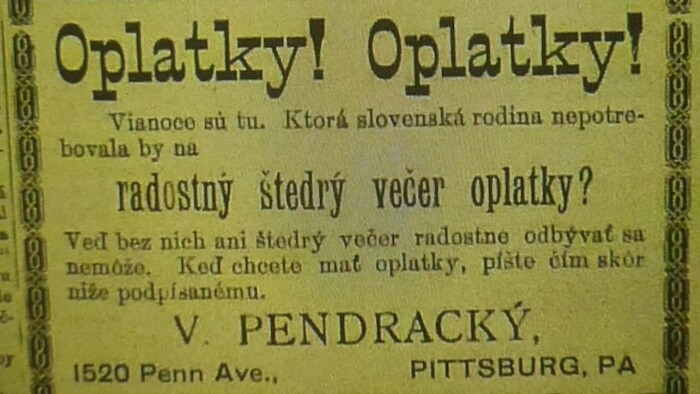 Oplatky! Oplatky!
Vianoce sú tu. Ktorá slovenská rodina nepotre-
bovala by na
radostný štedrý večer oplatky?
Veď bez nich ani štedrý večer radostne odbývať sa
nemôže. Keď chcete mať oplatky, píšte čím skôr
niže podpísanému.
V. PENDRACKÝ,
1520 Penn Ave., PITTSBURG, PA